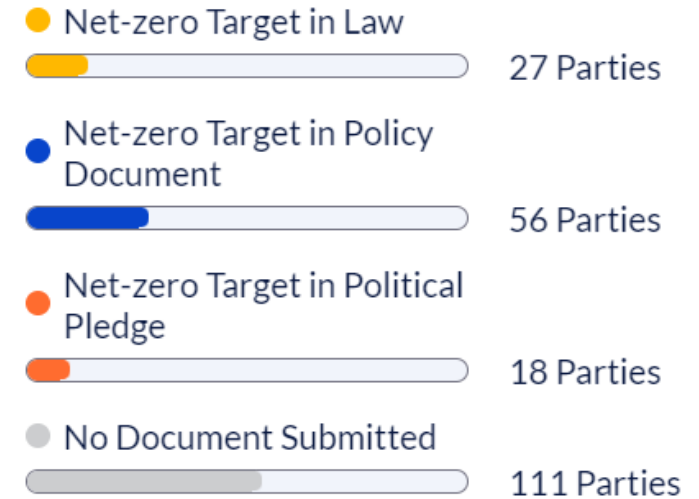 Net-zero Target in Law
27 Parties
Net-zero Target in Policy
Document
56 Parties
Net-zero Target in Political
Pledge
18 Parties
No Document Submitted
111 Parties